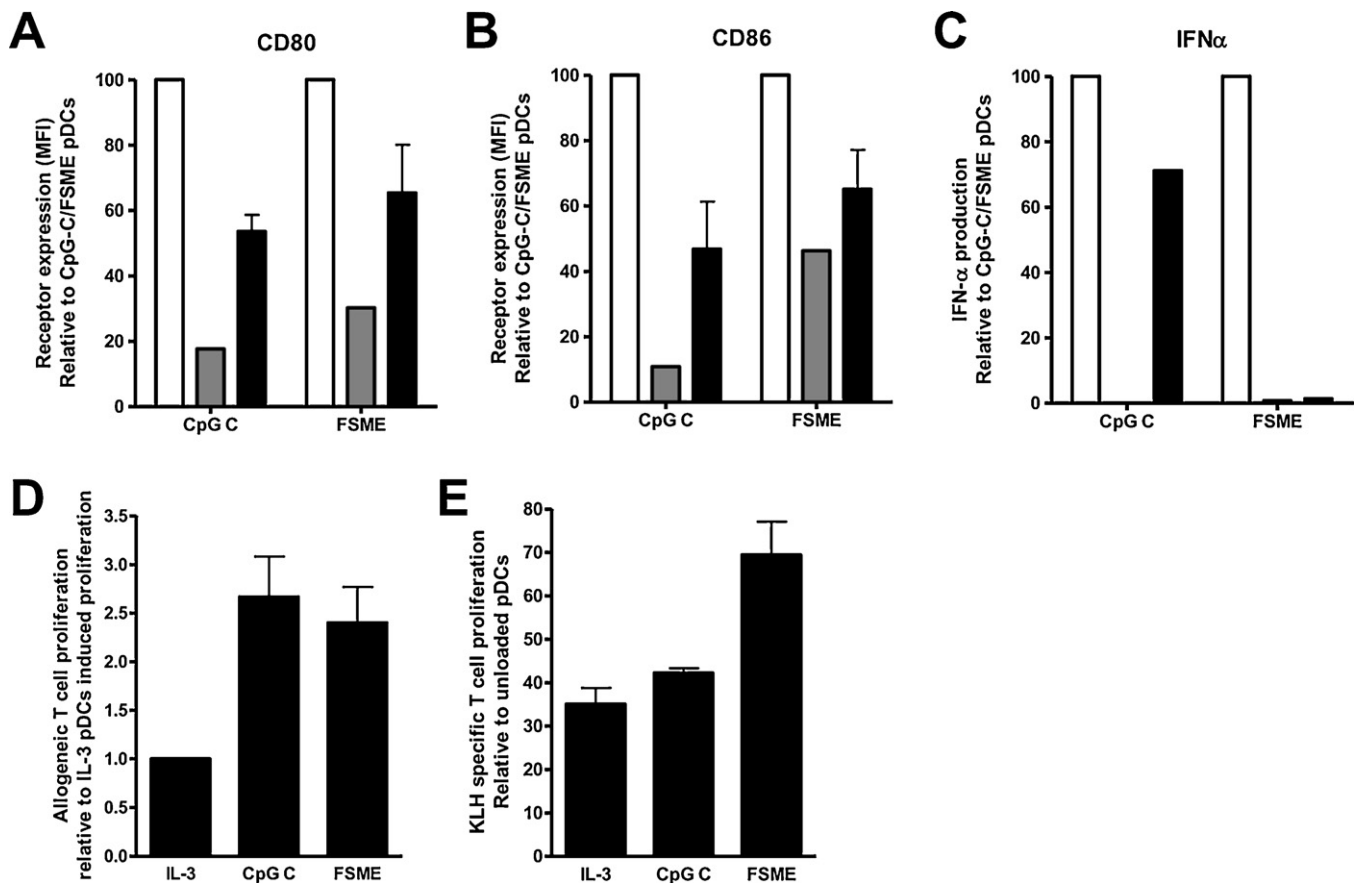 A
CD80
Receptor expression (MFI)
Relative to CpG-C/FSME pDCs
100
80
60
40
20
0
CpG C
FSME
B
CD86
Receptor expression (MFI)
Relative to CpG-C/FSME pDCs
100
80
60
40
20
0
CpG C
FSME
C
IFNα
IFN-α production
Relative to CpG-C/FSME pDCs
100
80
60
40
20
0
CpG C
FSME
D
Allogeneic T cell proliferation
relative to IL-3 pDCs induced proliferation
3.5
3.0
2.5
2.0
1.5
1.0
0.5
0.0
IL-3
CpG C
FSME
E
KLH specific T cell proliferation
Relative to unloaded pDCs
80
70
60
50
40
30
20
10
0
IL-3
CpG C
FSME